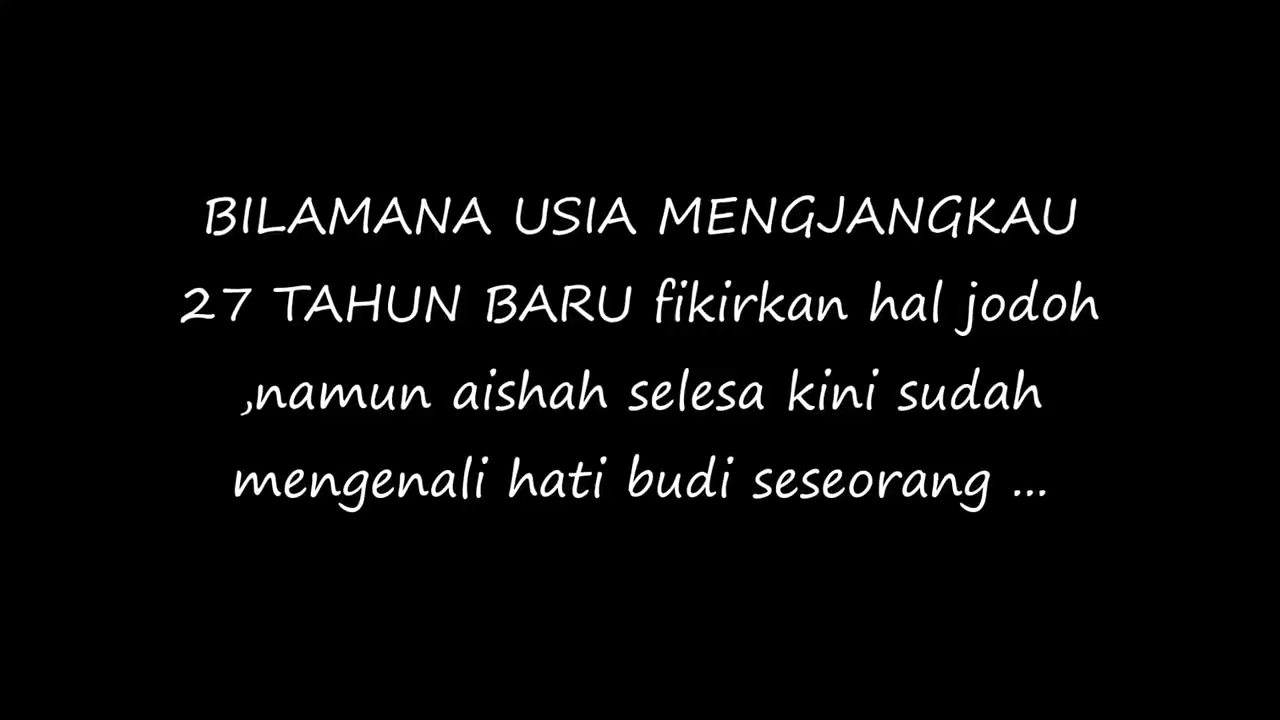 BILAMANA USIA MENGJANGKAU
27 TAHUN BARU fikirkan hal jodoh
,namun aishah selesa kini sudah
mengenali hati budi seseorang ...